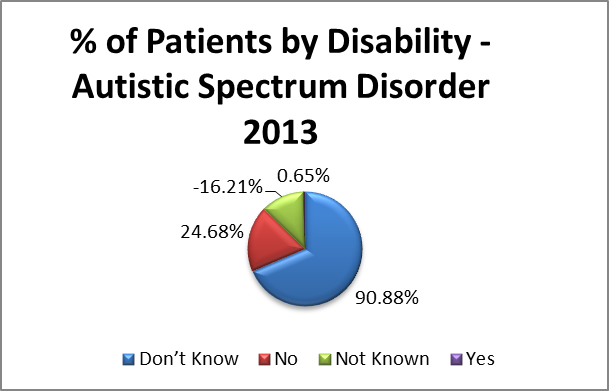 % of Patients by Disability -
Autistic Spectrum Disorder
2013
0.65%
-16.21%
24.68%
90.88%
Don't Know No Not Known Yes